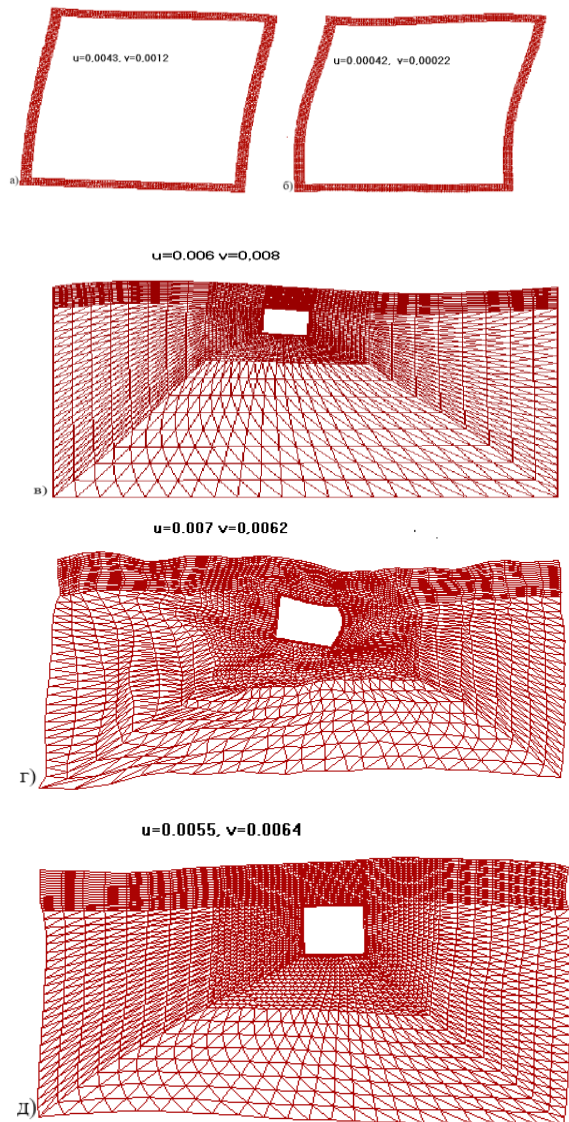 u=0,0043, v=0,0012
а)
u=0.00042, v=0,00022
б)
u=0,006 v=0,008
в)
u=0.007 v=0,0062
г)
u=0.0055, v=0.0064
д)